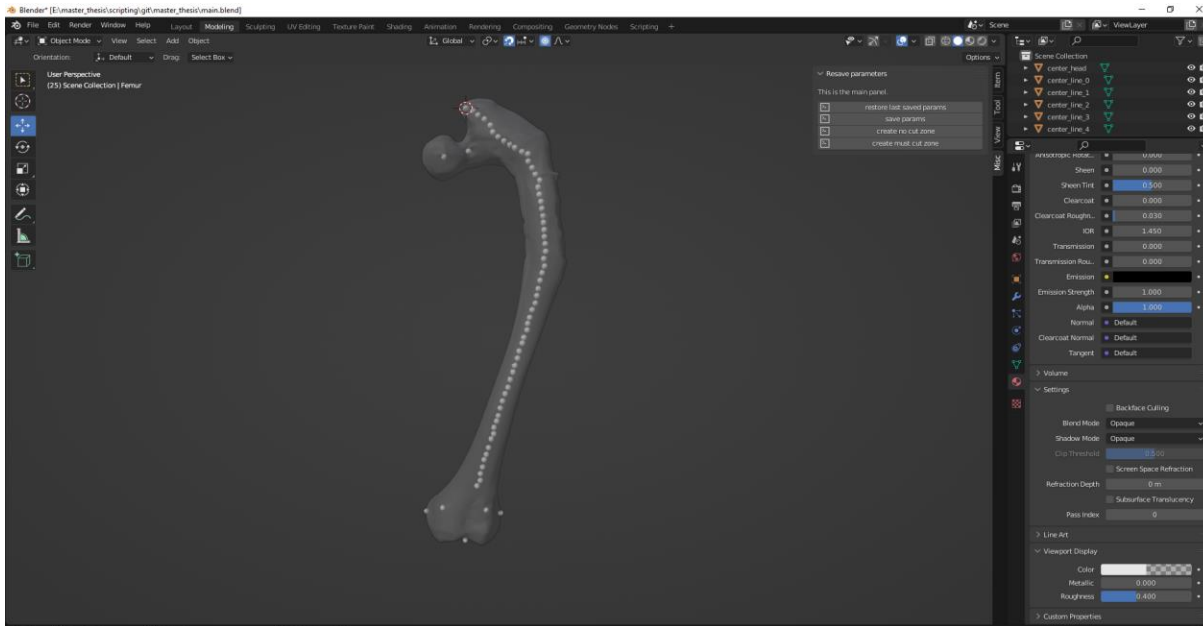 Blender* [E:\master_thesis\scripting\git\master_thesis\main.blend]
File Edit Render Window Help Layout Modeling Sculpting UV Editing Texture Paint Shading Animation Rendering Compositing Geometry Nodes Scripting + Scene ViewLayer
Object Mode View Select Add Object Global
Orientation: Default Drag: Select Box Options
User Perspective
(25) Scene Collection | Femur
Resave parameters
This is the main panel.
restore last saved params
save params
create no cut zone
create must cut zone
Item
Tool
View
Misc
Scene Collection
center_head
center_line_0
center_line_1
center_line_2
center_line_3
center_line_4
Anisotropic Rotat... 0.000
Sheen 0.000
Sheen Tint 0.500
Clearcoat 0.000
Clearcoat Roughn... 0.030
IOR 1.450
Transmission 0.000
Transmission Rou... 0.000
Emission
Emission Strength 1.000
Alpha 1.000
Normal Default
Clearcoat Normal Default
Tangent Default
Volume
Settings
Backface Culling
Blend Mode Opaque
Shadow Mode Opaque
Clip Threshold 0.500
Screen Space Refraction
Refraction Depth 0 m
Subsurface Translucency
Pass Index 0
Line Art
Viewport Display
Color
Metallic 0.000
Roughness 0.400
Custom Properties